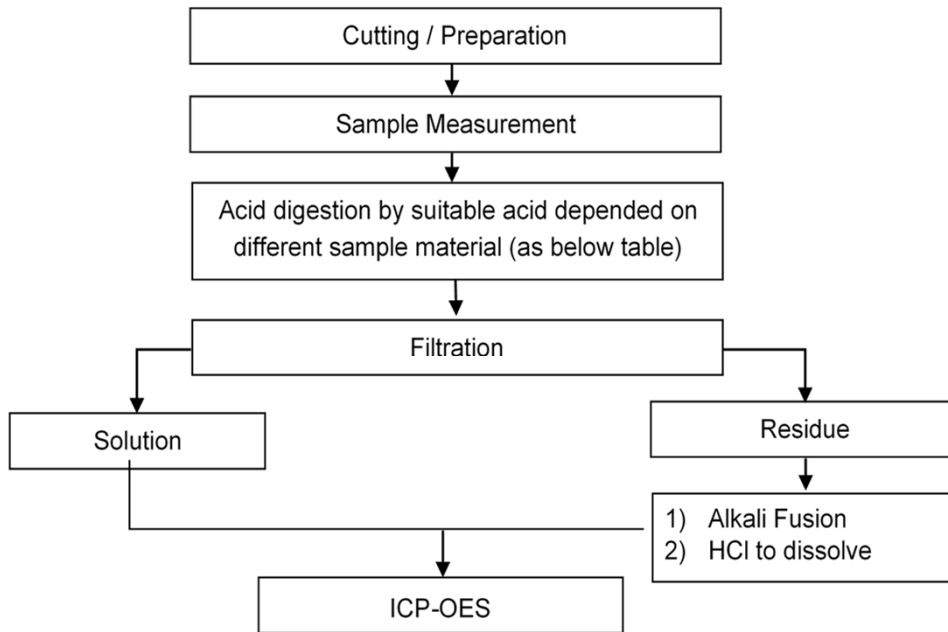 Cutting / Preparation
Sample Measurement
Acid digestion by suitable acid depended on
different sample material (as below table)
Filtration
Solution
Residue
1) Alkali Fusion
2) HCl to dissolve
ICP-OES